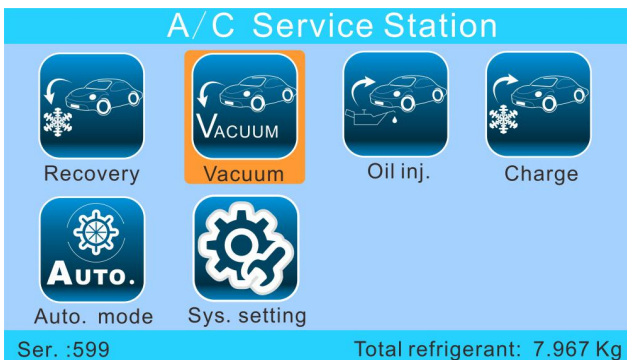 A/C Service Station
VACUUM
Recovery
Vacuum
Oil inj.
Charge
AUTO.
Auto. mode
Sys. setting
Ser. :599
Total refrigerant: 7.967 Kg